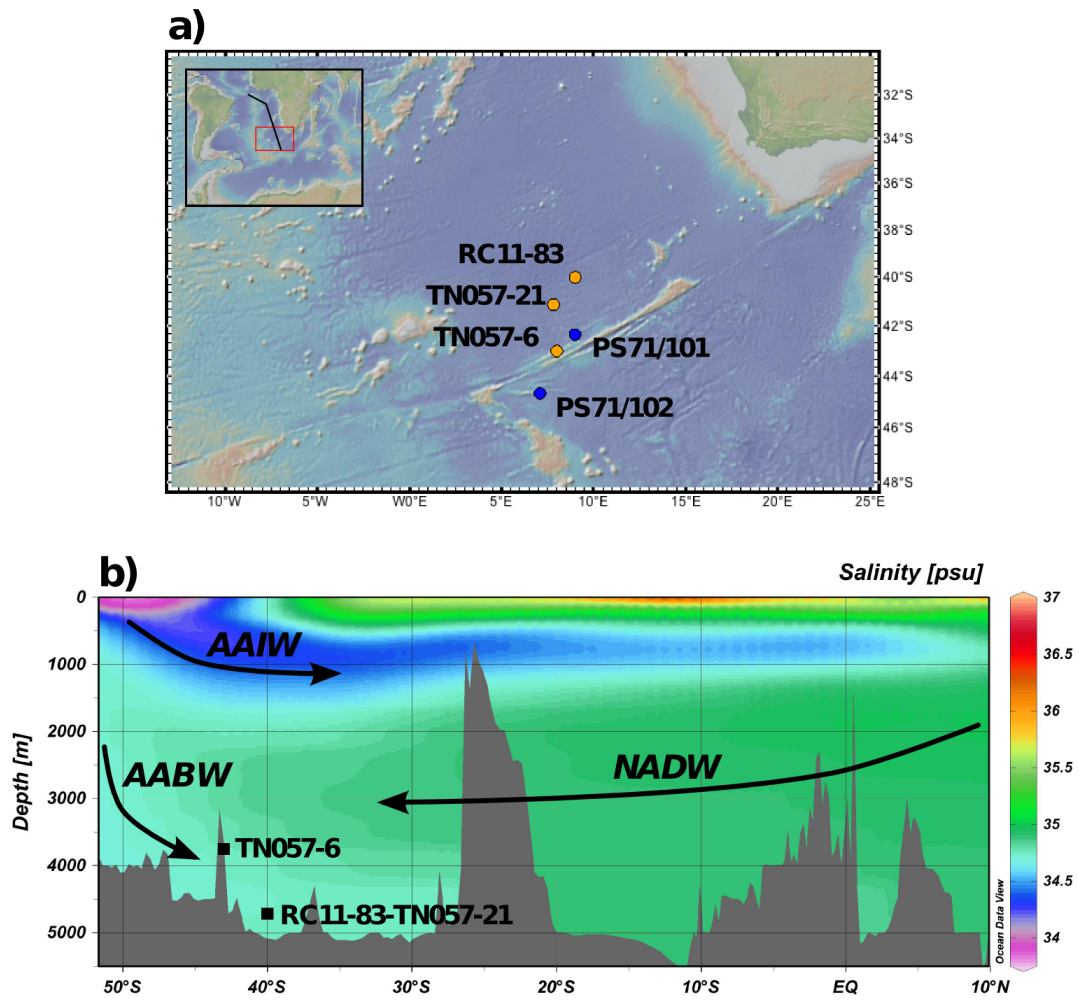 a)
32°S
34°S
36°S
38°S
40°S
42°S
44°S
46°S
48°S
RC11-83
TN057-21
TN057-6
PS71/101
PS71/102
10°W
5°W
W00°E
5°E
10°E
15°E
20°E
25°E
b)
Salinity [psu]
0
1000
2000
3000
4000
5000
Depth [m]
AAIW
AABW
NADW
TN057-6
RC11-83-TN057-21
37
36.5
36
35.5
35
34.5
34
Ocean Data View
50°S
40°S
30°S
20°S
10°S
EQ
10°N